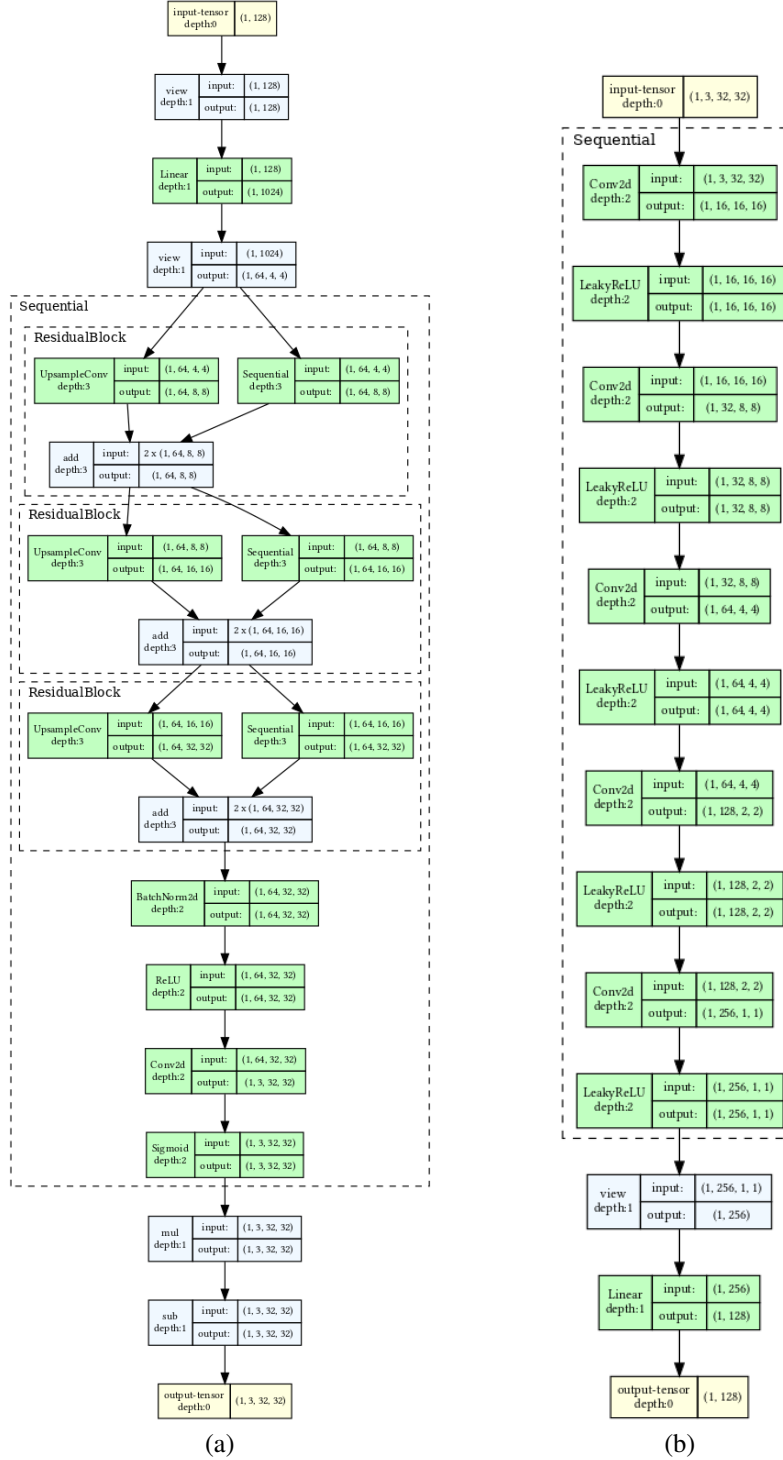 input-tensor
depth:0
(1, 128)
view
depth:1
input:
(1, 128)
output:
(1, 128)
Linear
depth:1
input:
(1, 128)
output:
(1, 1024)
view
depth:1
input:
(1, 1024)
output:
(1, 64, 4, 4)
Sequential
ResidualBlock
UpsampleConv
depth:3
input:
(1, 64, 4, 4)
output:
(1, 64, 8, 8)
Sequential
depth:3
input:
(1, 64, 4, 4)
output:
(1, 64, 8, 8)
add
depth:3
input:
2 x (1, 64, 8, 8)
output:
(1, 64, 8, 8)
ResidualBlock
UpsampleConv
depth:3
input:
(1, 64, 8, 8)
output:
(1, 64, 16, 16)
Sequential
depth:3
input:
(1, 64, 8, 8)
output:
(1, 64, 16, 16)
add
depth:3
input:
2 x (1, 64, 16, 16)
output:
(1, 64, 16, 16)
ResidualBlock
UpsampleConv
depth:3
input:
(1, 64, 16, 16)
output:
(1, 64, 32, 32)
Sequential
depth:3
input:
(1, 64, 16, 16)
output:
(1, 64, 32, 32)
add
depth:3
input:
2 x (1, 64, 32, 32)
output:
(1, 64, 32, 32)
BatchNorm2d
depth:2
input:
(1, 64, 32, 32)
output:
(1, 64, 32, 32)
ReLU
depth:2
input:
(1, 64, 32, 32)
output:
(1, 64, 32, 32)
Conv2d
depth:2
input:
(1, 64, 32, 32)
output:
(1, 3, 32, 32)
Sigmoid
depth:2
input:
(1, 3, 32, 32)
output:
(1, 3, 32, 32)
mul
depth:1
input:
(1, 3, 32, 32)
output:
(1, 3, 32, 32)
sub
depth:1
input:
(1, 3, 32, 32)
output:
(1, 3, 32, 32)
output-tensor
depth:0
(1, 3, 32, 32)
(a)
input-tensor
depth:0
(1, 3, 32, 32)
Sequential
Conv2d
depth:2
input:
(1, 3, 32, 32)
output:
(1, 16, 16, 16)
LeakyReLU
depth:2
input:
(1, 16, 16, 16)
output:
(1, 16, 16, 16)
Conv2d
depth:2
input:
(1, 16, 16, 16)
output:
(1, 32, 8, 8)
LeakyReLU
depth:2
input:
(1, 32, 8, 8)
output:
(1, 32, 8, 8)
Conv2d
depth:2
input:
(1, 32, 8, 8)
output:
(1, 64, 4, 4)
LeakyReLU
depth:2
input:
(1, 64, 4, 4)
output:
(1, 64, 4, 4)
Conv2d
depth:2
input:
(1, 64, 4, 4)
output:
(1, 128, 2, 2)
LeakyReLU
depth:2
input:
(1, 128, 2, 2)
output:
(1, 128, 2, 2)
Conv2d
depth:2
input:
(1, 128, 2, 2)
output:
(1, 256, 1, 1)
LeakyReLU
depth:2
input:
(1, 256, 1, 1)
output:
(1, 256, 1, 1)
view
depth:1
input:
(1, 256, 1, 1)
output:
(1, 256)
Linear
depth:1
input:
(1, 256)
output:
(1, 128)
output-tensor
depth:0
(1, 128)
(b)